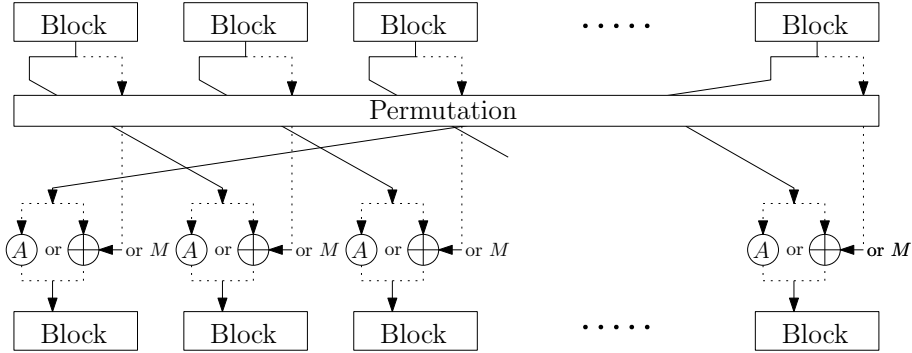 Block Block Block ..... Block
Permutation
A or or M A or or M A or or M A or or M
Block Block Block ..... Block